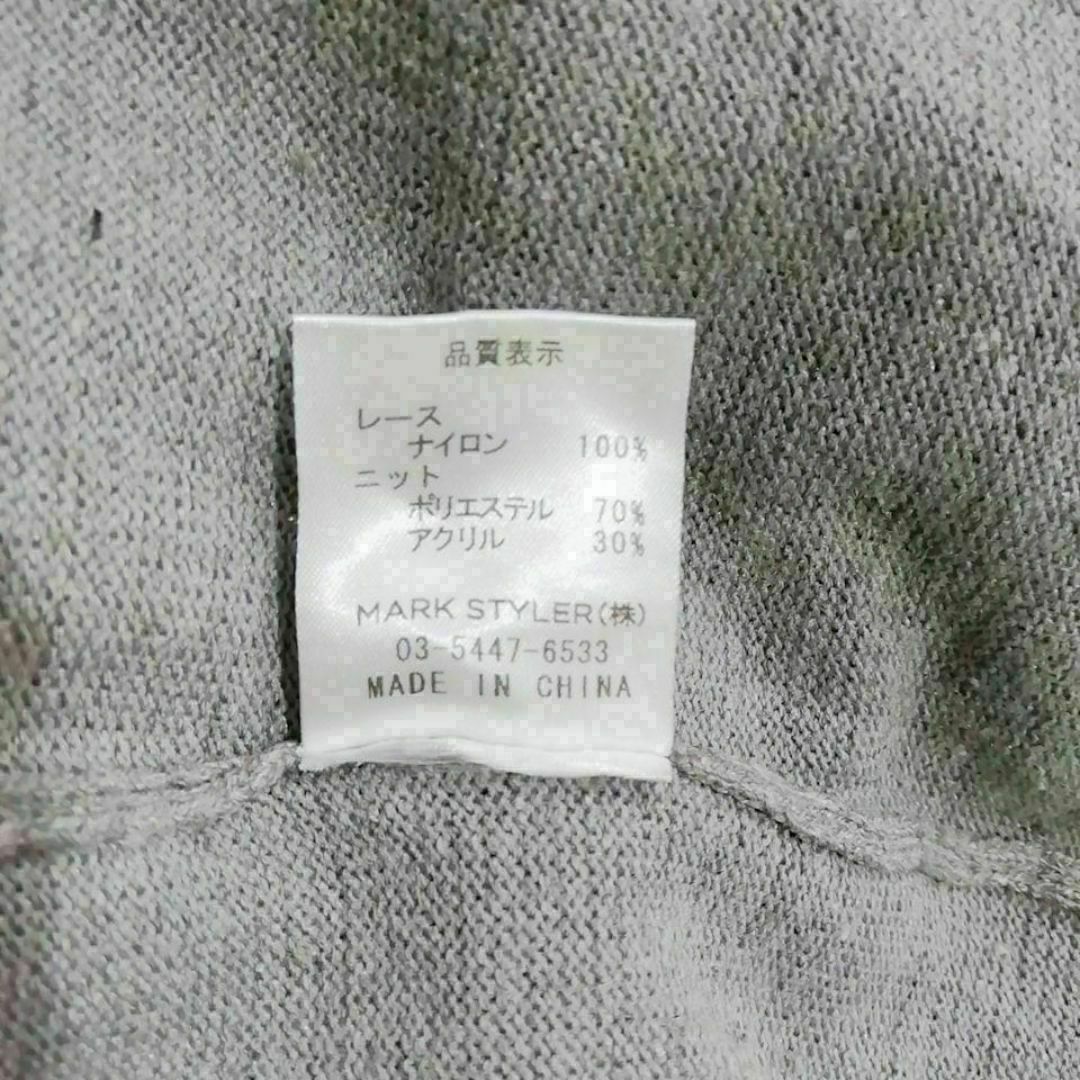 品質表示
レース
ナイロン 100%
ニット
ポリエステル 70%
アクリル 30%
MARK STYLER(株)
03-5447-6533
MADE IN CHINA